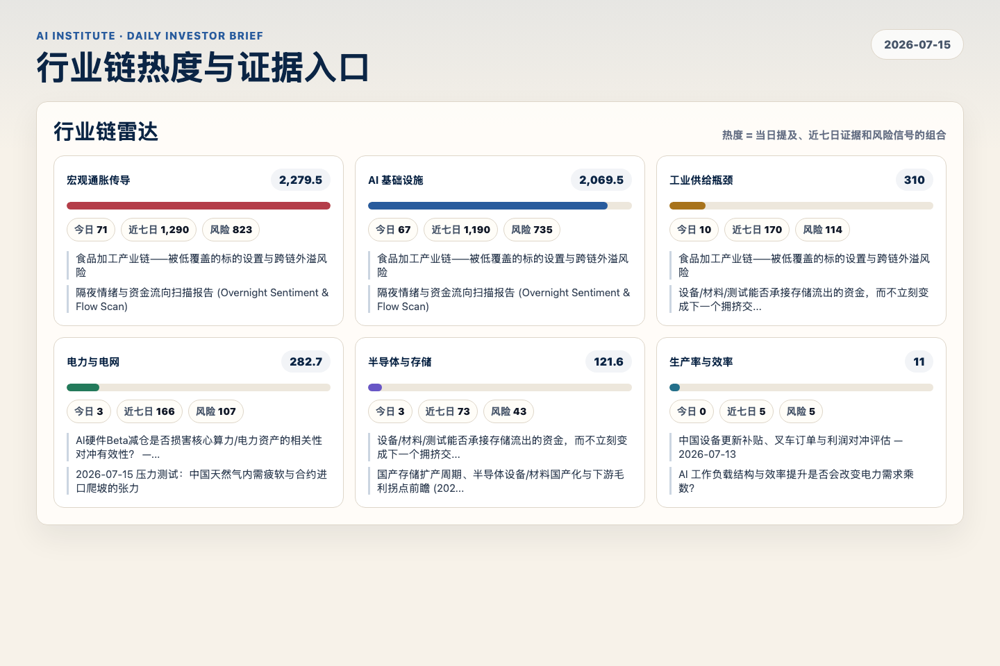 AI INSTITUTE · DAILY INVESTOR BRIEF
2026-07-15
行业链热度与证据入口
行业链雷达
热度 = 当日提及、近七日证据和风险信号的组合
宏观通胀传导
2,279.5
今日 71
近七日 1,290
风险 823
食品加工产业链——被低覆盖的标的设置与跨链外溢风
险
隔夜情绪与资金流向扫描报告 (Overnight Sentiment &
Flow Scan)
AI 基础设施
2,069.5
今日 67
近七日 1,190
风险 735
食品加工产业链——被低覆盖的标的设置与跨链外溢风
险
隔夜情绪与资金流向扫描报告 (Overnight Sentiment &
Flow Scan)
工业供给瓶颈
310
今日 10
近七日 170
风险 114
食品加工产业链——被低覆盖的标的设置与跨链外溢风
险
设备/材料/测试能否承接存储流出的资金，而不立刻变
成下一个拥挤交...
电力与电网
282.7
今日 3
近七日 166
风险 107
AI硬件Beta减仓是否损害核心算力/电力资产的相关性
对冲有效性？ —...
2026-07-15 压力测试：中国天然气内需疲软与合约进
口爬坡的张力
半导体与存储
121.6
今日 3
近七日 73
风险 43
设备/材料/测试能否承接存储流出的资金，而不立刻变
成下一个拥挤交...
国产存储扩产周期、半导体设备/材料国产化与下游毛
利拐点前瞻 (202...
生产率与效率
11
今日 0
近七日 5
风险 5
中国设备更新补贴、叉车订单与利润对冲评估 —
2026-07-13
AI 工作负载结构与效率提升是否会改变电力需求乘
数？